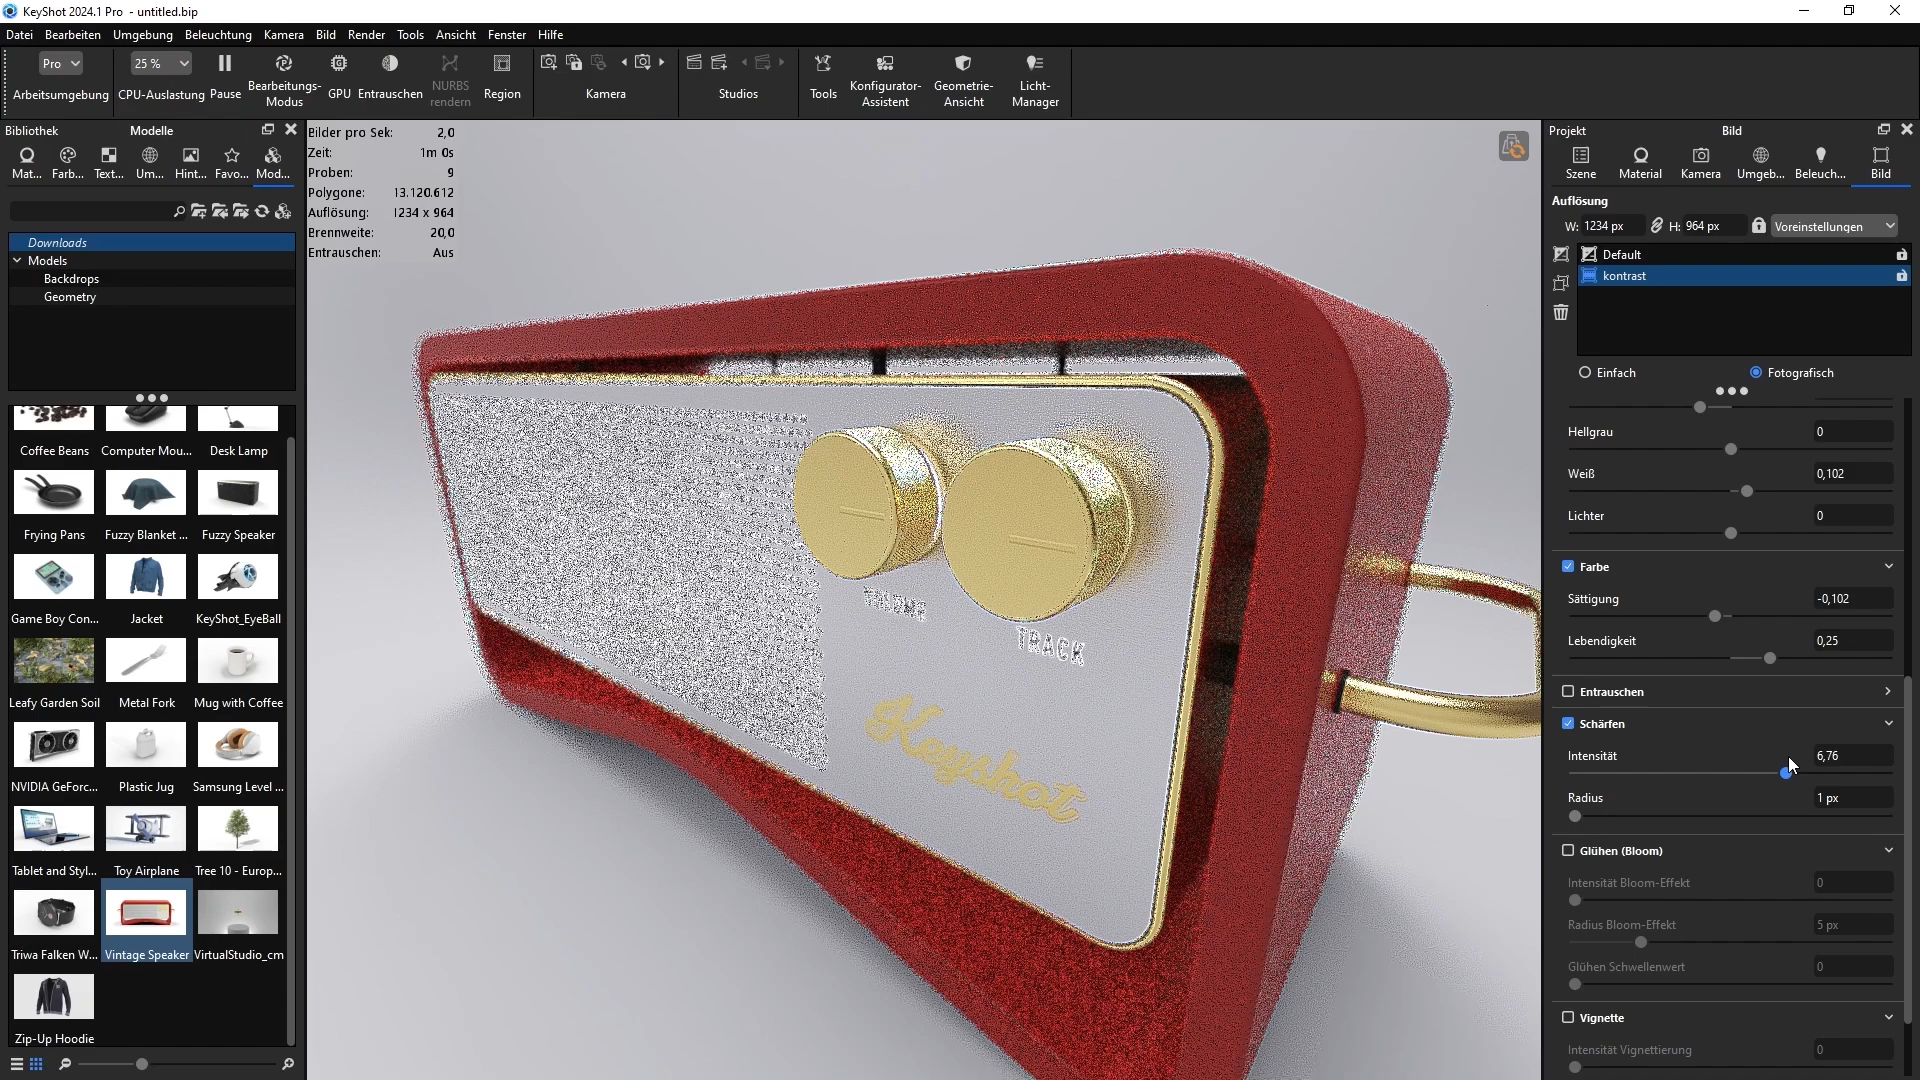 KeyShot 2024.1 Pro - untitled.bip
Datei Bearbeiten Umgebung Beleuchtung Kamera Bild Render Tools Ansicht Fenster Hilfe
Pro 25 %
Arbeitsumgebung CPU-Auslastung Pause Bearbeitungs-Modus GPU Entrauschen NURBS rendern Region Kamera Studios Tools Konfigurator-Assistent Geometrie-Ansicht Licht-Manager
Bibliothek Modelle
Mat... Farb... Text... Um... Hint... Favo... Mod...
Downloads
Models
Backdrops
Geometry
Coffee Beans Computer Mou... Desk Lamp
Frying Pans Fuzzy Blanket ... Fuzzy Speaker
Game Boy Con... Jacket KeyShot_EyeBall
Leafy Garden Soil Metal Fork Mug with Coffee
NVIDIA GeForc... Plastic Jug Samsung Level ...
Tablet and Styl... Toy Airplane Tree 10 - Europ...
Triwa Falken W... Vintage Speaker VirtualStudio_cm
Zip-Up Hoodie
Bilder pro Sek: 2,0
Zeit: 1m 0s
Proben: 9
Polygone: 13.120.612
Auflösung: 1234 x 964
Brennweite: 20,0
Entrauschen: Aus
TRACK
Keyshot
Projekt Bild
Szene Material Kamera Umgeb... Beleuch... Bild
Auflösung
W: 1234 px H: 964 px Voreinstellungen
Default
kontrast
Einfach Fotografisch
Hellgrau 0
Weiß 0,102
Lichter 0
Farbe
Sättigung -0,102
Lebendigkeit 0,25
Entrauschen
Schärfen
Intensität 6,76
Radius 1 px
Glühen (Bloom)
Intensität Bloom-Effekt 0
Radius Bloom-Effekt 5 px
Glühen Schwellenwert 0
Vignette
Intensität Vignettierung 0